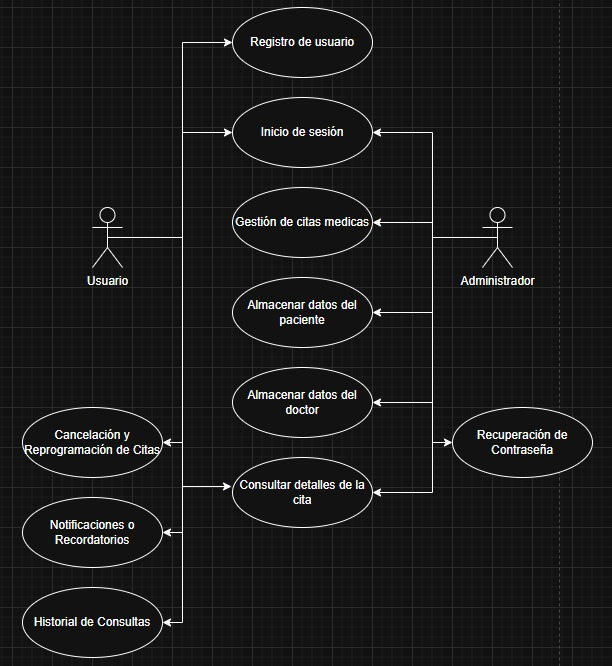 Registro de usuario
Inicio de sesión
Gestión de citas medicas
Usuario
Administrador
Almacenar datos del
paciente
Almacenar datos del
doctor
Cancelación y
Reprogramación de Citas
Recuperación de
Contraseña
Consultar detalles de la
cita
Notificaciones o
Recordatorios
Historial de Consultas